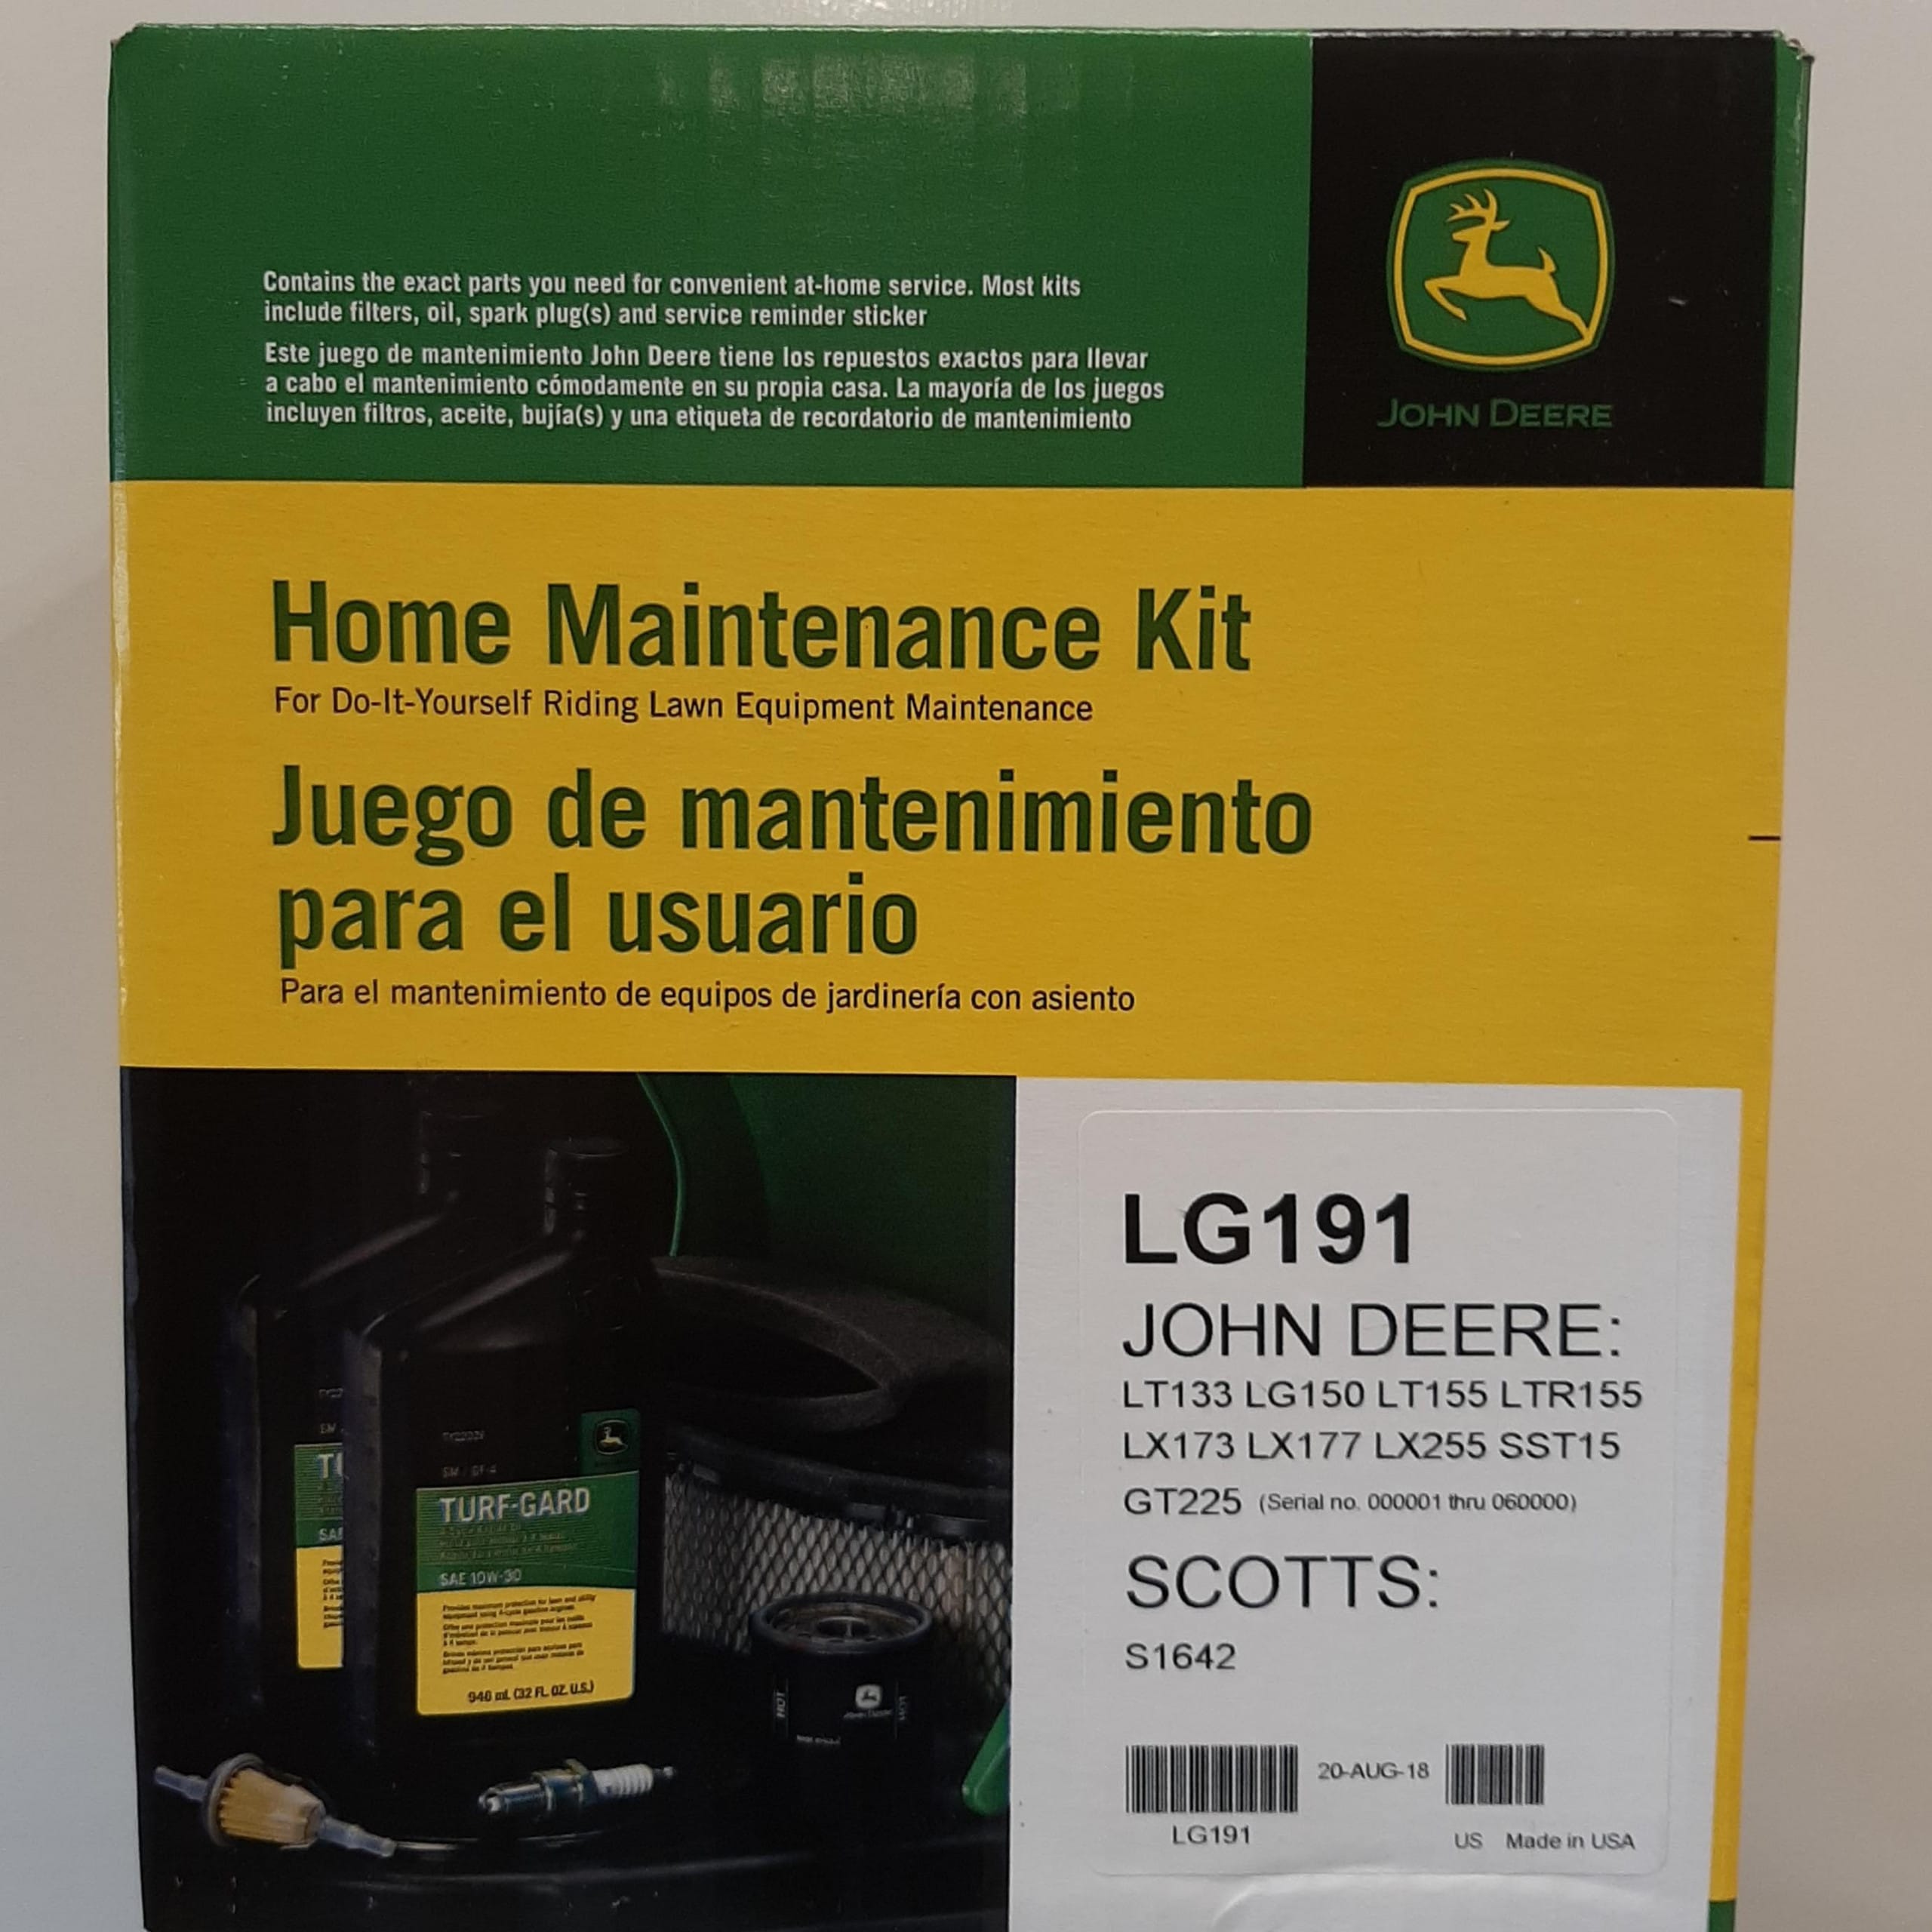 Contains the exact parts you need for convenient at-home service. Most kits
include filters, oil, spark plug(s) and service reminder sticker
Este juego de mantenimiento John Deere tiene los repuestos exactos para llevar
a cabo el mantenimiento cómodamente en su propia casa. La mayoría de los juegos
incluyen filtros, aceite, bujía(s) y una etiqueta de recordatorio de mantenimiento
JOHN DEERE
Home Maintenance Kit
For Do-It-Yourself Riding Lawn Equipment Maintenance
Juego de mantenimiento
para el usuario
Para el mantenimiento de equipos de jardinería con asiento
TURF-GARD
SAE 10W-30
946 mL (32 FL. OZ. U.S.)
LG191
JOHN DEERE:
LT133 LG150 LT155 LTR155
LX173 LX177 LX255 SST15
GT225 (Serial no. 000001 thru 060000)
SCOTTS:
S1642
20-AUG-18
LG191
US Made in USA